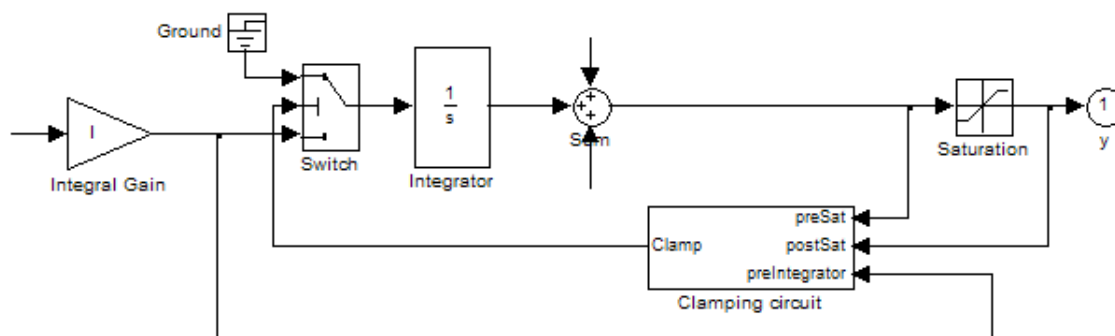 Ground
I
Integral Gain
Switch
1
s
Integrator
Sum
Saturation
1
y
preSat
Clamp
postSat
preIntegrator
Clamping circuit